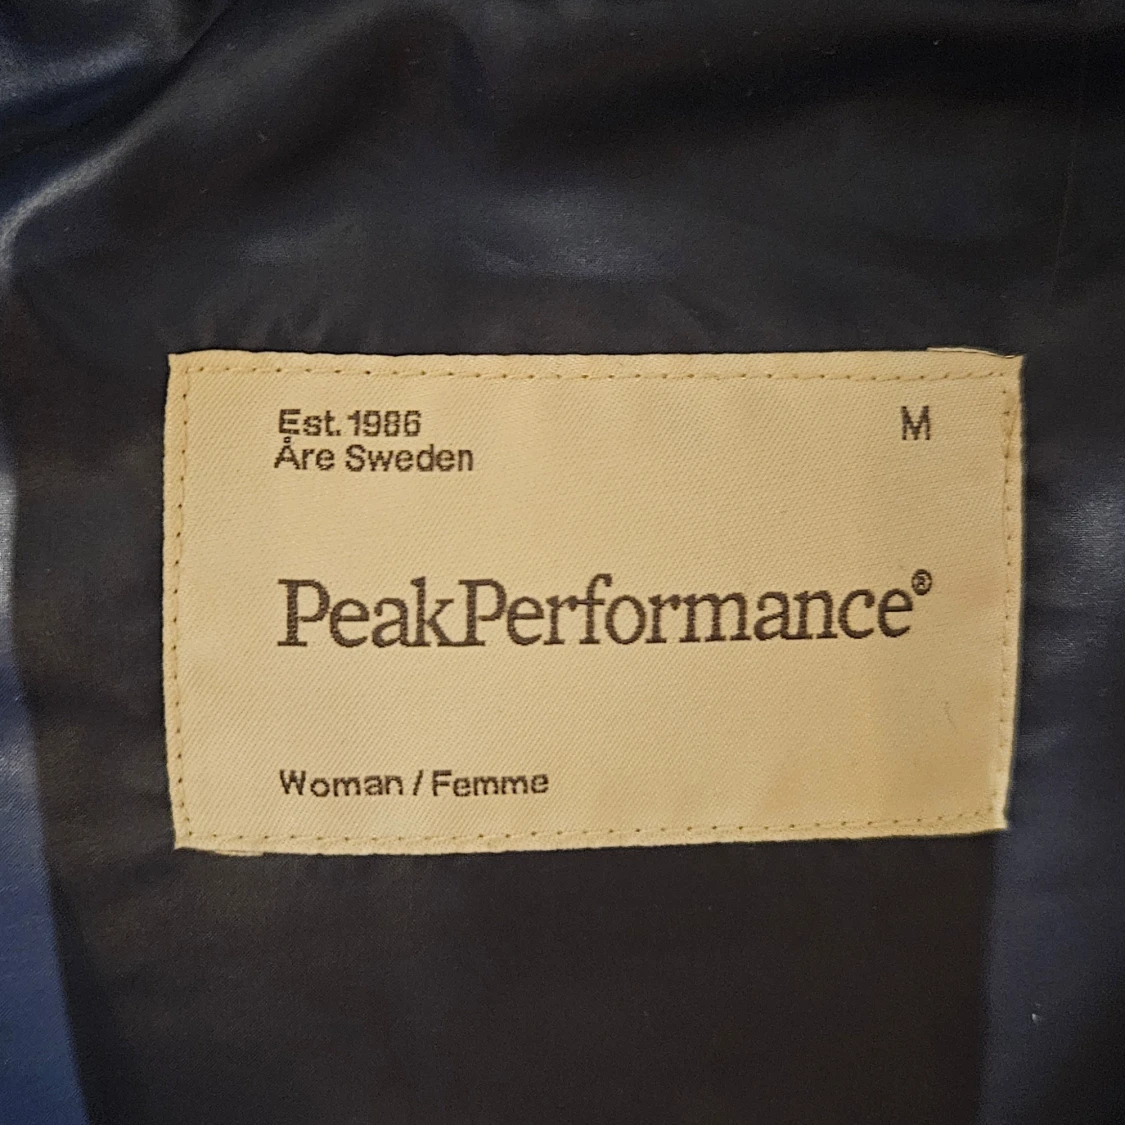 Est. 1986
Åre Sweden
M
PeakPerformance®
Woman / Femme